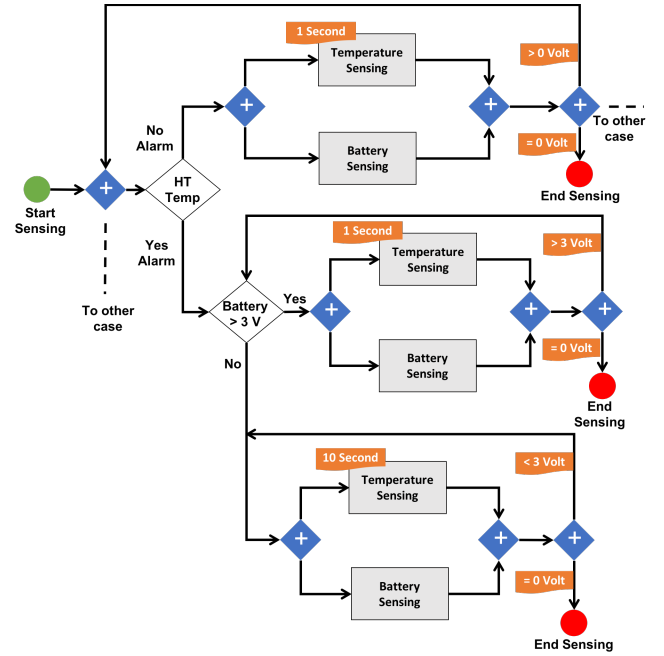 1 Second
> 0 Volt
Temperature
Sensing
No
Alarm
To other
case
Battery
Sensing
= 0 Volt
HT
Temp
End Sensing
Start
Sensing
1 Second
> 3 Volt
Yes
Alarm
Temperature
Sensing
To other
case
Battery
> 3 V
Yes
= 0 Volt
Battery
Sensing
No
End
Sensing
10 Second
< 3 Volt
Temperature
Sensing
= 0 Volt
Battery
Sensing
End Sensing